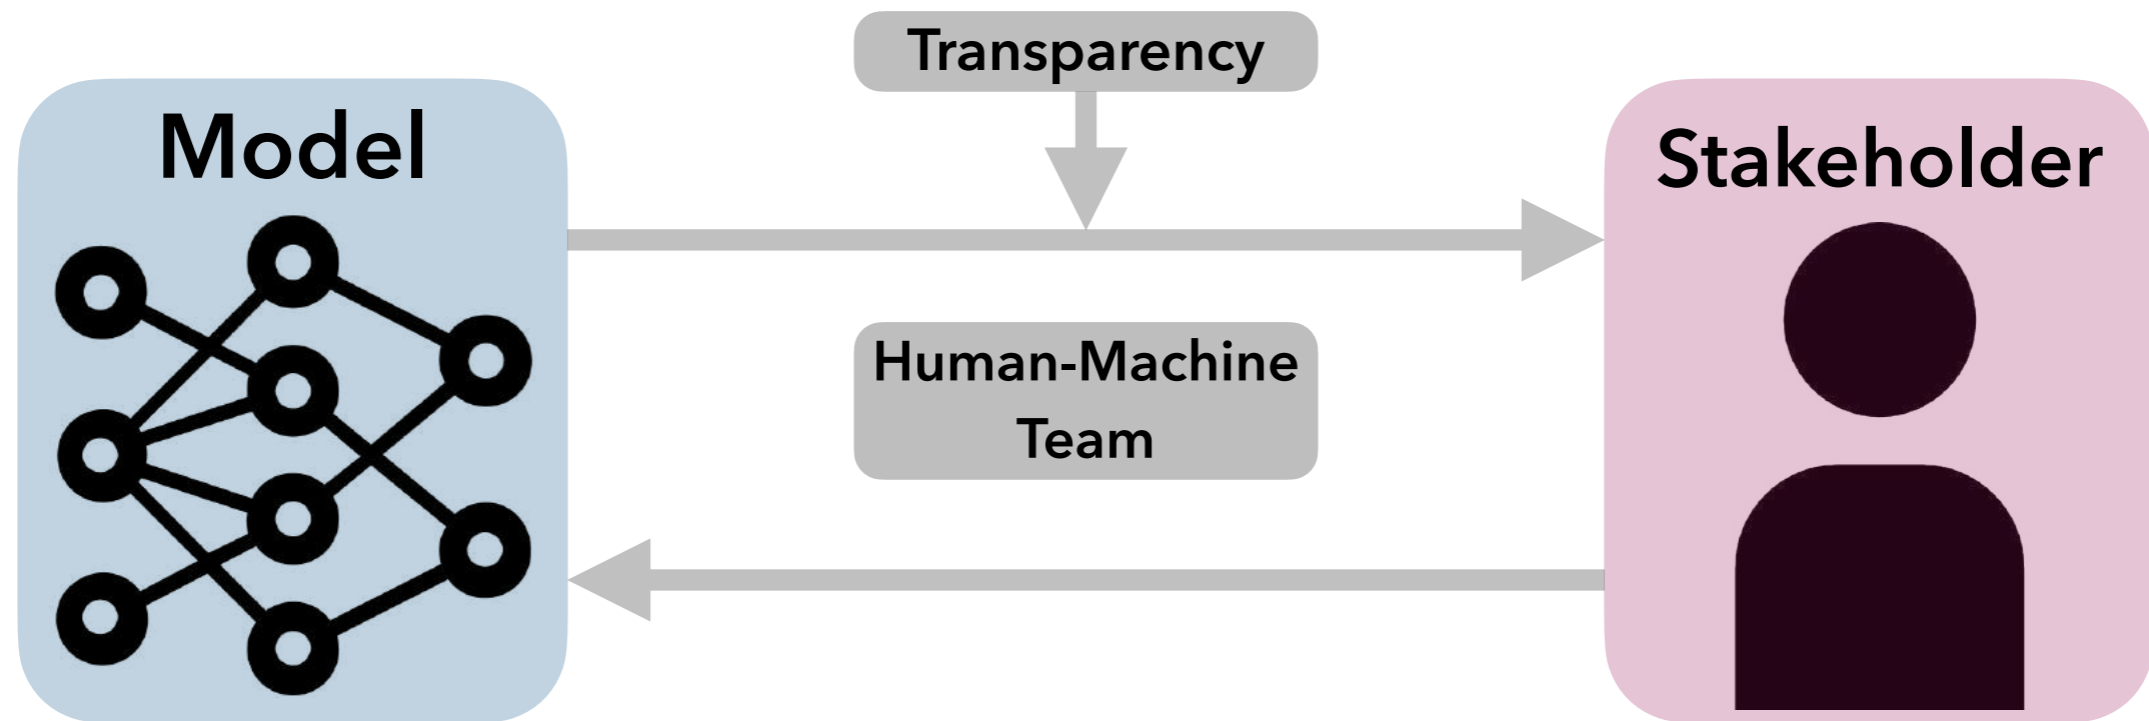 Transparency
Model
Stakeholder
Human-Machine
Team